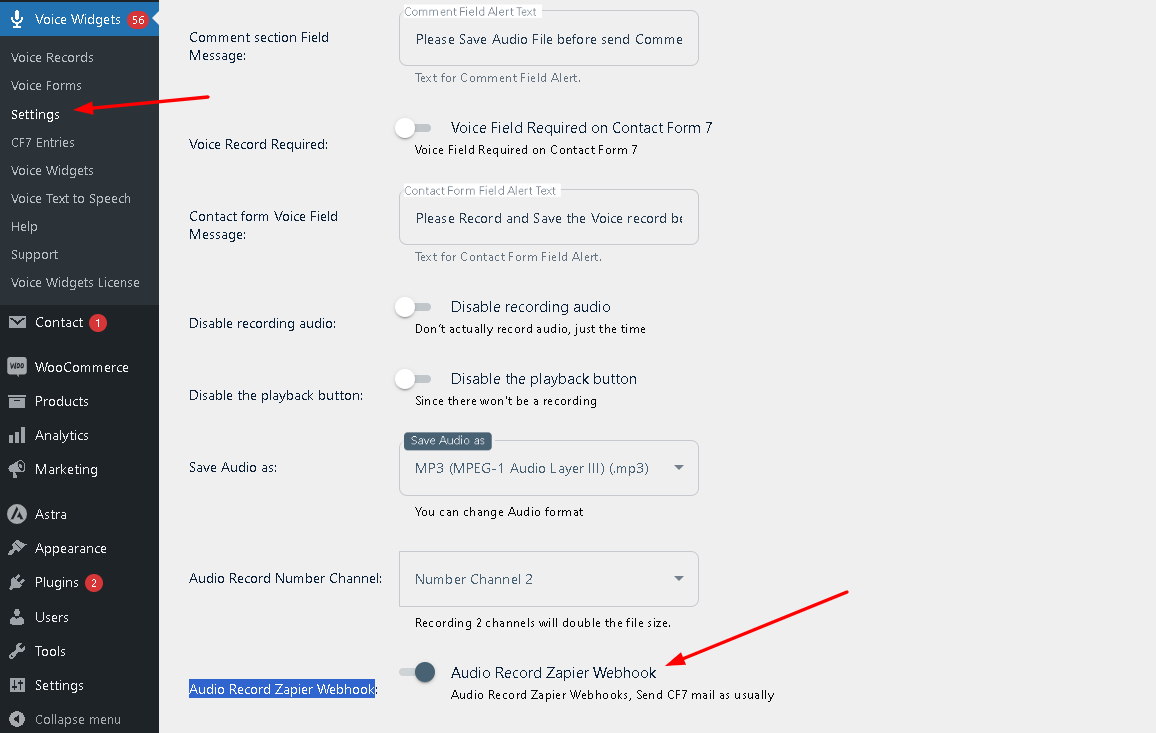 Voice Widgets 56
Voice Records
Voice Forms
Settings
CF7 Entries
Voice Widgets
Voice Text to Speech
Help
Support
Voice Widgets License
Contact 1
WooCommerce
Products
Analytics
Marketing
Astra
Appearance
Plugins 2
Users
Tools
Settings
Collapse menu
Comment section Field
Message:
Comment Field Alert Text
Please Save Audio File before send Comme
Text for Comment Field Alert.
Voice Record Required:
Voice Field Required on Contact Form 7
Voice Field Required on Contact Form 7
Contact form Voice Field
Message:
Contact Form Field Alert Text
Please Record and Save the Voice record be
Text for Contact Form Field Alert.
Disable recording audio:
Disable recording audio
Don't actually record audio, just the time
Disable the playback button:
Disable the playback button
Since there won't be a recording
Save Audio as:
Save Audio as
MP3 (MPEG-1 Audio Layer III) (.mp3)
You can change Audio format
Audio Record Number Channel:
Number Channel 2
Recording 2 channels will double the file size.
Audio Record Zapier Webhook:
Audio Record Zapier Webhook
Audio Record Zapier Webhooks, Send CF7 mail as usually